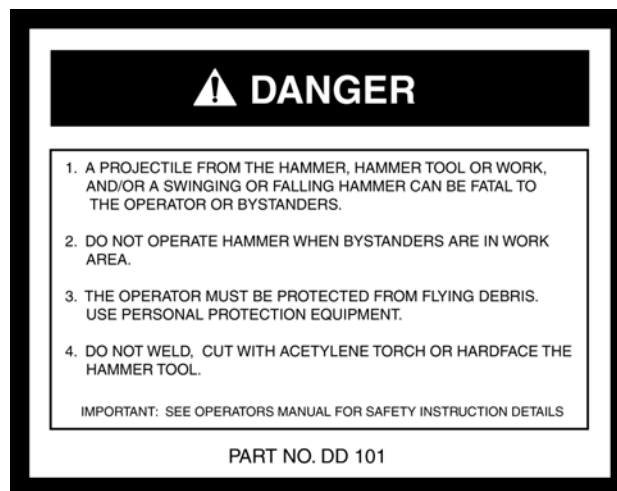 DANGER
1. A PROJECTILE FROM THE HAMMER, HAMMER TOOL OR WORK,
AND/OR A SWINGING OR FALLING HAMMER CAN BE FATAL TO
THE OPERATOR OR BYSTANDERS.
2. DO NOT OPERATE HAMMER WHEN BYSTANDERS ARE IN WORK
AREA.
3. THE OPERATOR MUST BE PROTECTED FROM FLYING DEBRIS.
USE PERSONAL PROTECTION EQUIPMENT.
4. DO NOT WELD, CUT WITH ACETYLENE TORCH OR HARDFACE THE
HAMMER TOOL.
IMPORTANT: SEE OPERATORS MANUAL FOR SAFETY INSTRUCTION DETAILS
PART NO. DD 101